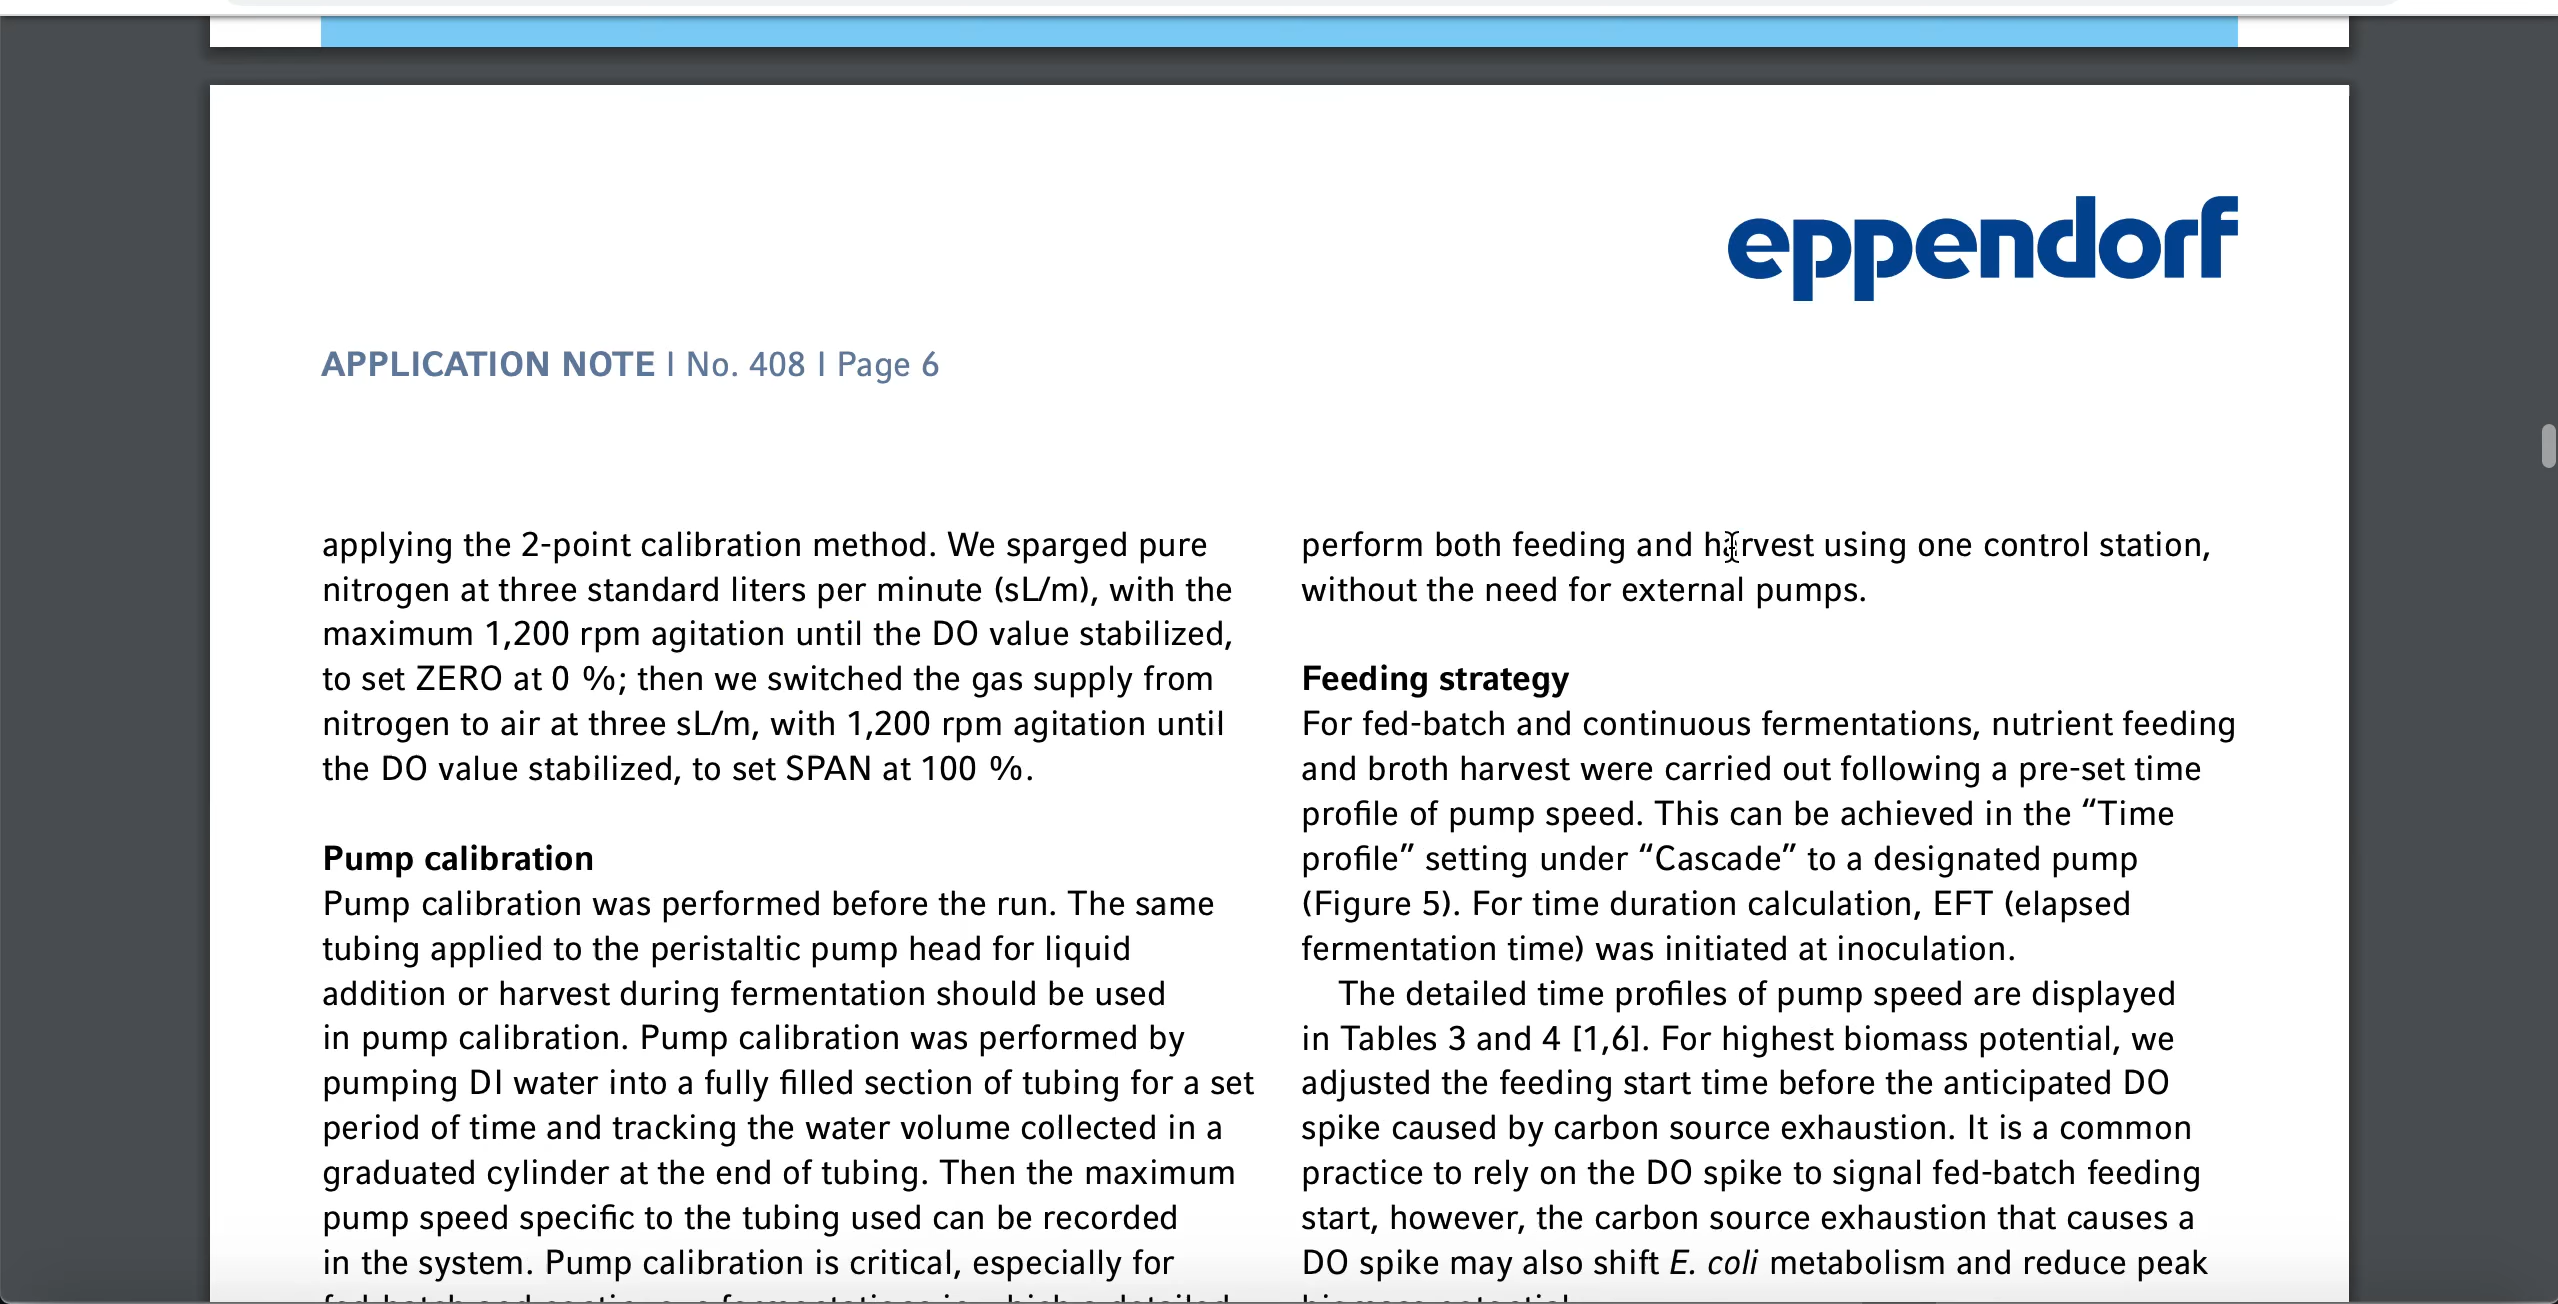 eppendorf
APPLICATION NOTE | No. 408 | Page 6
applying the 2-point calibration method. We sparged pure
nitrogen at three standard liters per minute (sL/m), with the
maximum 1,200 rpm agitation until the DO value stabilized,
to set ZERO at 0 %; then we switched the gas supply from
nitrogen to air at three sL/m, with 1,200 rpm agitation until
the DO value stabilized, to set SPAN at 100 %.
Pump calibration
Pump calibration was performed before the run. The same
tubing applied to the peristaltic pump head for liquid
addition or harvest during fermentation should be used
in pump calibration. Pump calibration was performed by
pumping DI water into a fully filled section of tubing for a set
period of time and tracking the water volume collected in a
graduated cylinder at the end of tubing. Then the maximum
pump speed specific to the tubing used can be recorded
in the system. Pump calibration is critical, especially for
perform both feeding and harvest using one control station,
without the need for external pumps.
Feeding strategy
For fed-batch and continuous fermentations, nutrient feeding
and broth harvest were carried out following a pre-set time
profile of pump speed. This can be achieved in the “Time
profile” setting under “Cascade” to a designated pump
(Figure 5). For time duration calculation, EFT (elapsed
fermentation time) was initiated at inoculation.
The detailed time profiles of pump speed are displayed
in Tables 3 and 4 [1,6]. For highest biomass potential, we
adjusted the feeding start time before the anticipated DO
spike caused by carbon source exhaustion. It is a common
practice to rely on the DO spike to signal fed-batch feeding
start, however, the carbon source exhaustion that causes a
DO spike may also shift E. coli metabolism and reduce peak